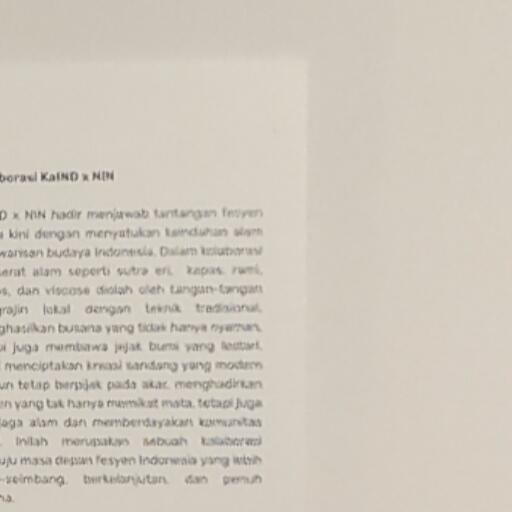 borasi KaIND x NIN
D x NIN hadir menjawab tantangan fesyen
kini dengan menyatukan keindahan alam
warisan budaya Indonesia. Dalam kolaborasi
serat alam seperti sutra eri, kapas, rami,
s, dan viscose diolah oleh tangan-tangan
grajin lokal dengan teknik tradisional,
ghasilkan busana yang tidak hanya nyaman,
pi juga membawa jejak bumi yang lestari.
menciptakan kreasi sandang yang modern
un tetap berpijak pada akar, menghadirkan
en yang tak hanya memikat mata, tetapi juga
jaga alam dan memberdayakan komunitas
. Inilah merupakan sebuah kolaborasi
uju masa depan fesyen Indonesia yang lebih
-seimbang, berkelanjutan, dan penuh
na.